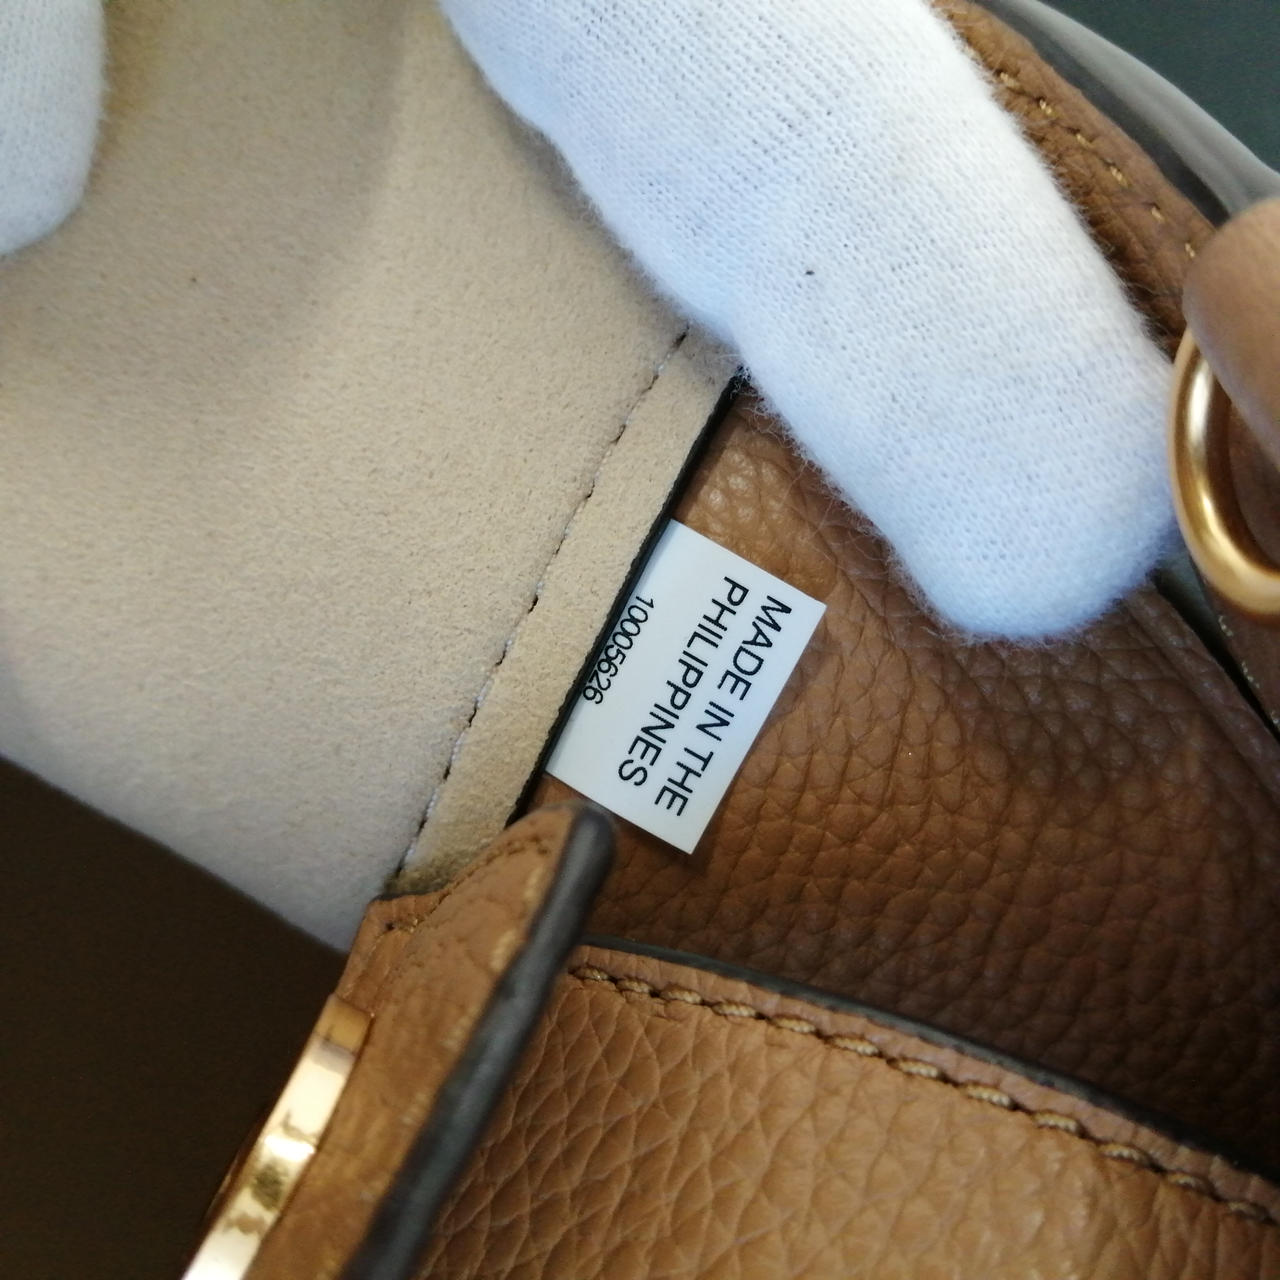 MADE IN THE
PHILIPPINES
10005626